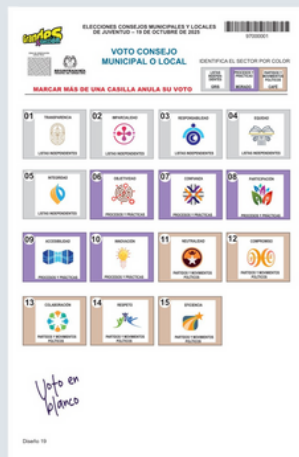 ELECCIONES CONSEJOS MUNICIPALES Y LOCALES
DE JUVENTUD – 19 DE OCTUBRE DE 2025
VOTO CONSEJO
MUNICIPAL O LOCAL
IDENTIFICA EL SECTOR POR COLOR
GRIS
MORADO
CAFÉ
MARCAR MÁS DE UNA CASILLA ANULA SU VOTO
01 TRANSPARENCIA
LISTAS INDEPENDIENTES
02 IMPARCIALIDAD
LISTAS INDEPENDIENTES
03 RESPONSABILIDAD
LISTAS INDEPENDIENTES
04 EQUIDAD
LISTAS INDEPENDIENTES
05 INTEGRIDAD
LISTAS INDEPENDIENTES
06 OBJETIVIDAD
PROCESOS Y PRÁCTICAS
07 CONFIANZA
PROCESOS Y PRÁCTICAS
08 PARTICIPACIÓN
PROCESOS Y PRÁCTICAS
09 ACCESIBILIDAD
PROCESOS Y PRÁCTICAS
10 INNOVACIÓN
PROCESOS Y PRÁCTICAS
11 NEUTRALIDAD
PARTIDOS Y MOVIMIENTOS
POLÍTICOS
12 COMPROMISO
PARTIDOS Y MOVIMIENTOS
POLÍTICOS
13 COLABORACIÓN
PARTIDOS Y MOVIMIENTOS
POLÍTICOS
14 RESPETO
PARTIDOS Y MOVIMIENTOS
POLÍTICOS
15 EFICIENCIA
PARTIDOS Y MOVIMIENTOS
POLÍTICOS
Voto en
blanco
Diseño 19